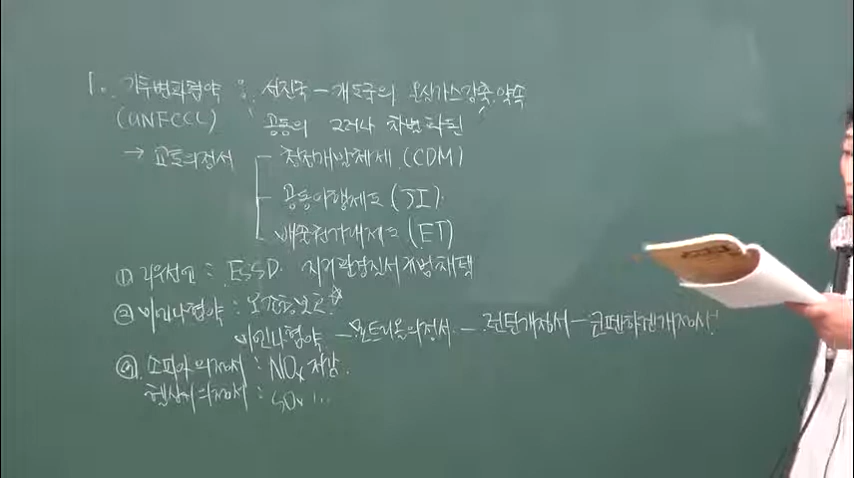 1. 기후변화협약 : 선진국 - 개도국의 온실가스감축 약속
(UNFCCC) '공동의 그러나 차별화된'
→ 교토의정서 청정개발체제 (CDM)
공동이행제도 (JI)
배출권거래제도 (ET)
① 리우선언 : ESSD. 지구환경질서개방채택
② 비엔나협약 : 오존층보호 ☆
비엔나협약 - 몬트리올의정서 - 런던개정서 - 코펜하겐개정서
소피아의정서 : NOx 저감
헬싱키의정서 : SOx ...